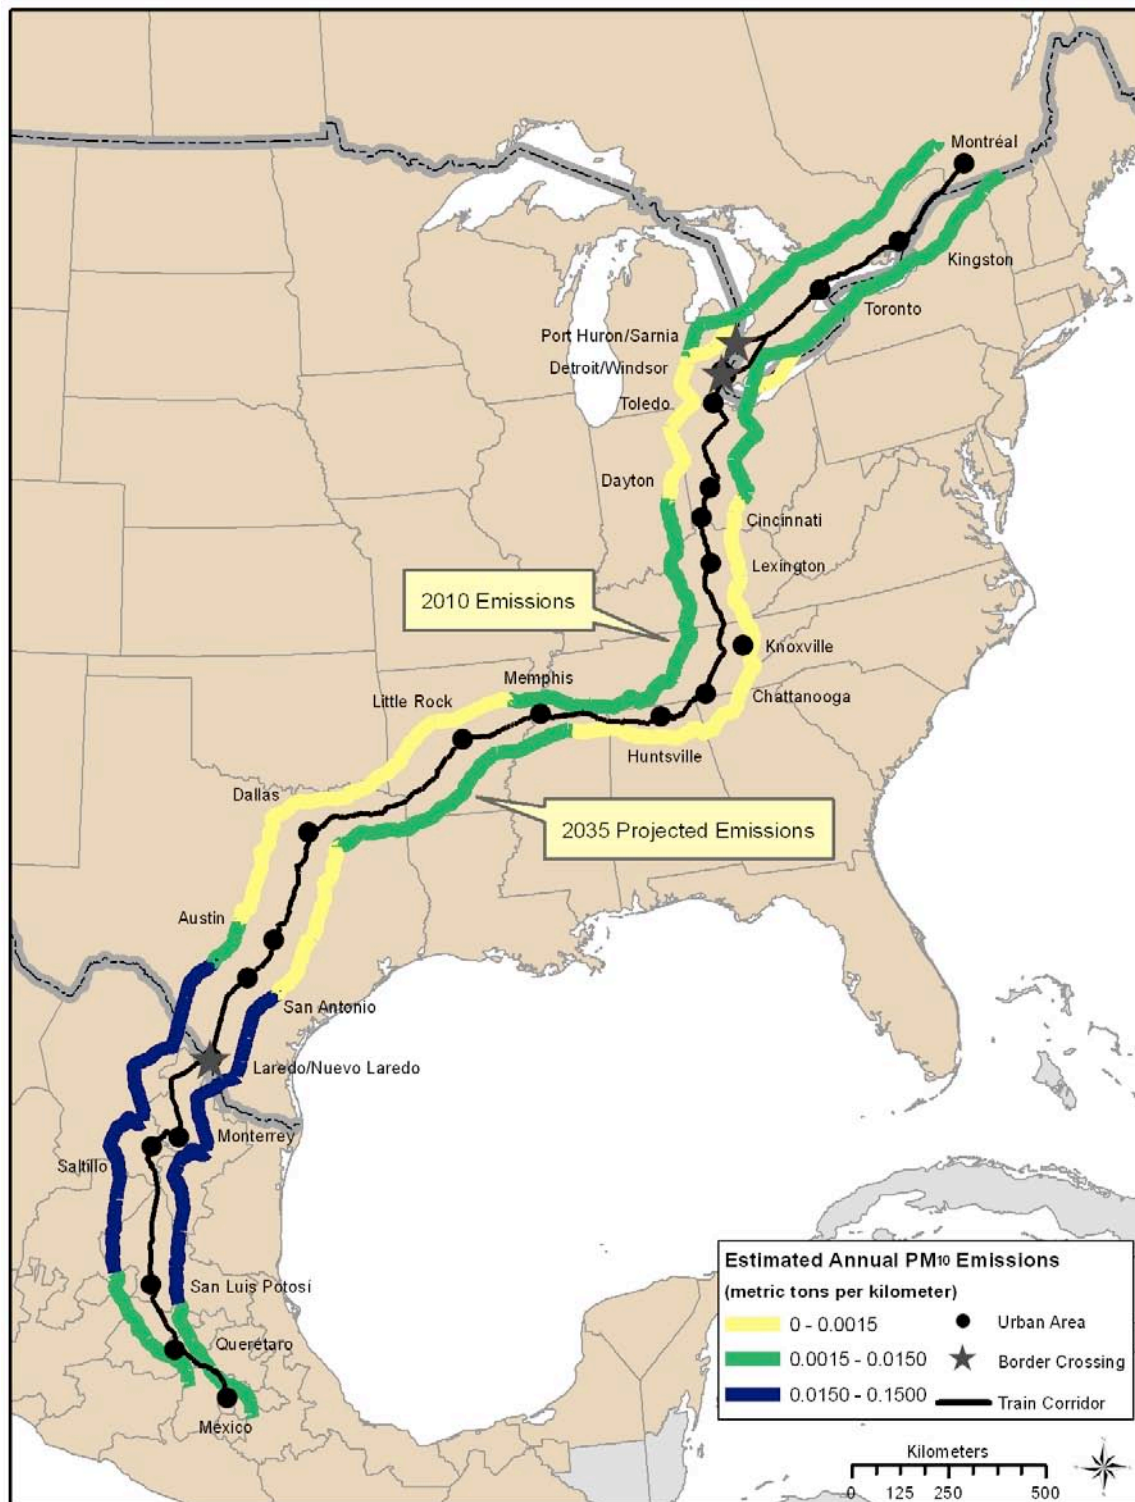 Montréal
Kingston
Toronto
Port Huron/Sarnia
Detroit/Windsor
Toledo
Dayton
Cincinnati
Lexington
2010 Emissions
Knoxville
Memphis
Chattanooga
Little Rock
Huntsville
Dallas
2035 Projected Emissions
Austin
San Antonio
Laredo/Nuevo Laredo
Monterrey
Saltillo
San Luis Potosí
Querétaro
México
Estimated Annual PM10 Emissions
(metric tons per kilometer)
0 - 0.0015
0.0015 - 0.0150
0.0150 - 0.1500
Urban Area
Border Crossing
Train Corridor
Kilometers
0 125 250 500